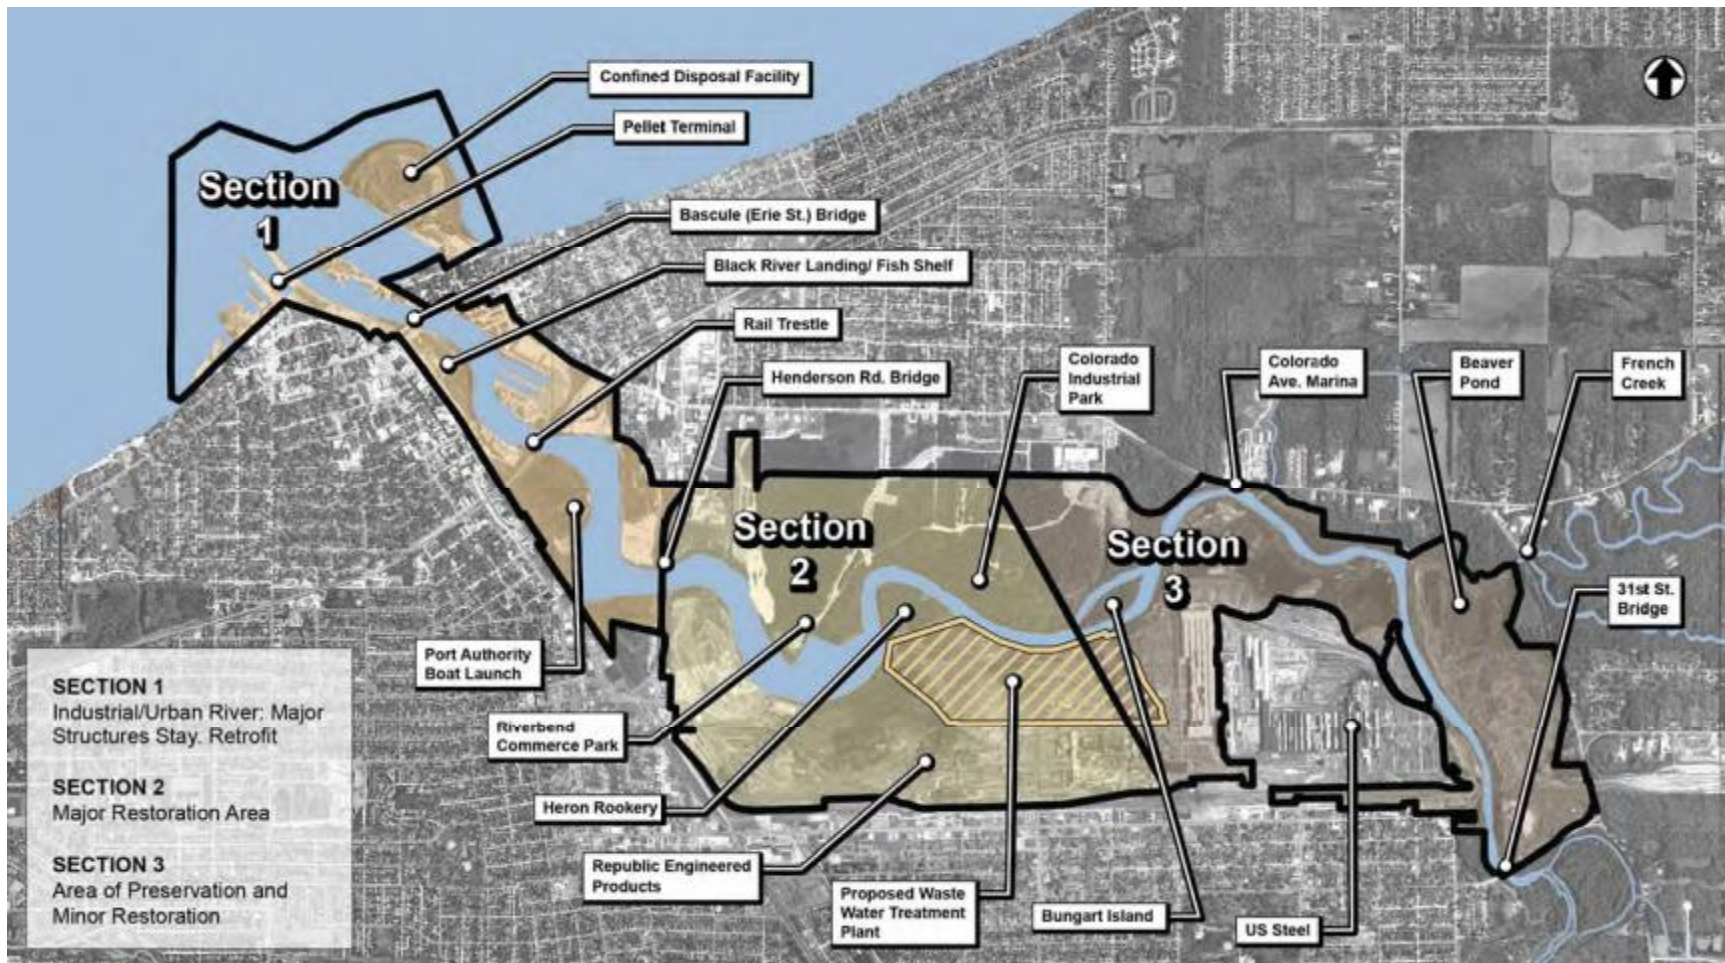 Confined Disposal Facility
Pellet Terminal
Section
1
Bascule (Erie St.) Bridge
Black River Landing/ Fish Shelf
Rail Trestle
Henderson Rd. Bridge
Colorado
Industrial
Park
Colorado
Ave. Marina
Beaver
Pond
French
Creek
Section
2
Section
3
31st St.
Bridge
Port Authority
Boat Launch
Riverbend
Commerce Park
Heron Rookery
Republic Engineered
Products
Proposed Waste
Water Treatment
Plant
Bungart Island
US Steel
SECTION 1
Industrial/Urban River: Major
Structures Stay. Retrofit
SECTION 2
Major Restoration Area
SECTION 3
Area of Preservation and
Minor Restoration